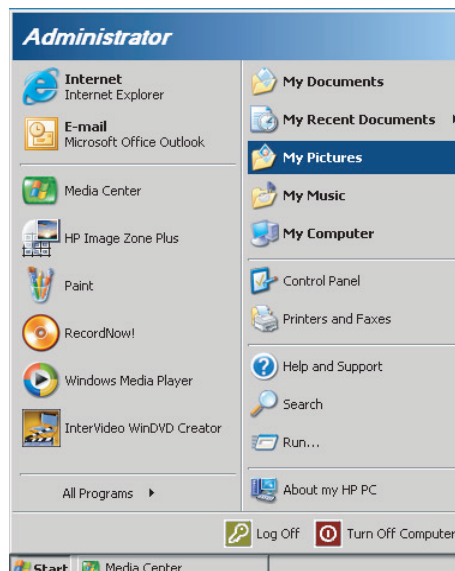 Administrator
Internet
Internet Explorer
E-mail
Microsoft Office Outlook
Media Center
HP Image Zone Plus
Paint
RecordNow!
Windows Media Player
InterVideo WinDVD Creator
All Programs
My Documents
My Recent Documents
My Pictures
My Music
My Computer
Control Panel
Printers and Faxes
Help and Support
Search
Run...
About my HP PC
Log Off
Turn Off Computer
Start
Media Center